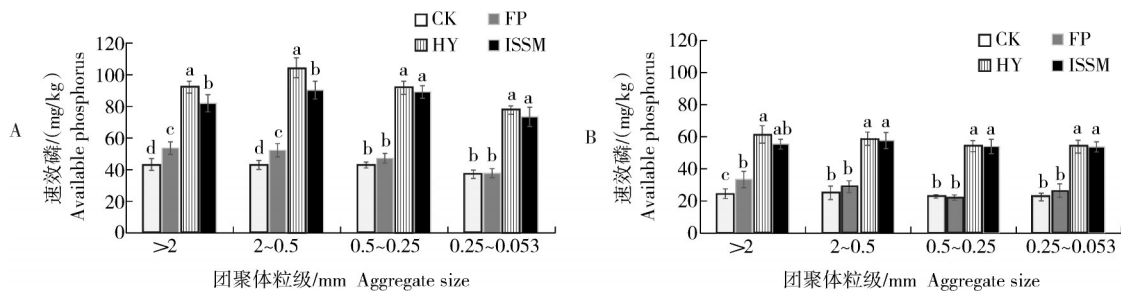 A
速效磷/(mg/kg)
Available phosphorus
CK FP
HY ISSM
120
100
80
60
40
20
0
d c a b
d c a b
b b a a
b b a a
≥2 2~0.5 0.5~0.25 0.25~0.053
团聚体粒级/mm Aggregate size
B
速效磷/(mg/kg)
Available phosphorus
CK FP
HY ISSM
120
100
80
60
40
20
0
c b a ab
b b a a
b b a a
b b a a
≥2 2~0.5 0.5~0.25 0.25~0.053
团聚体粒级/mm Aggregate size